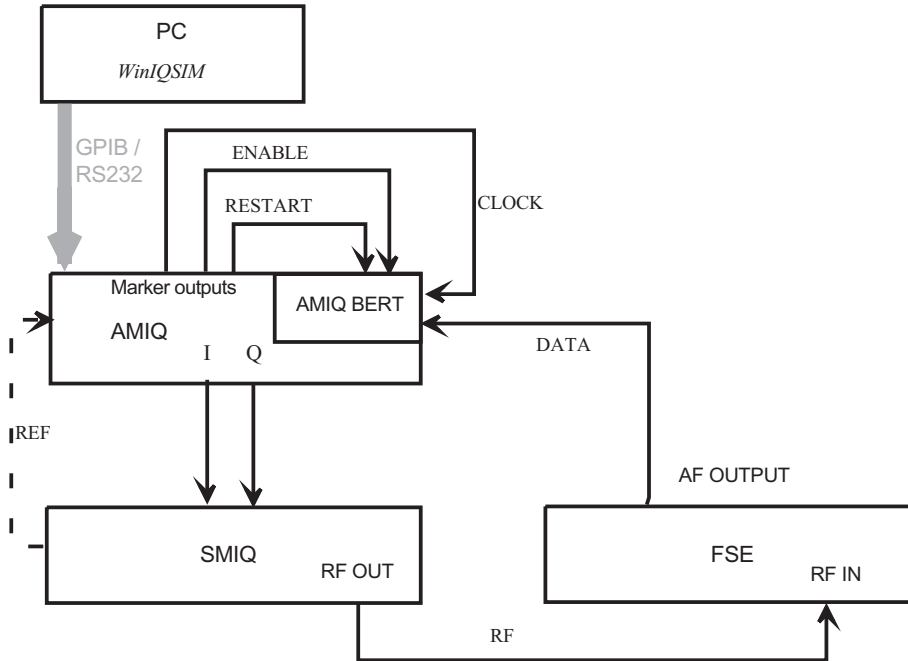 PC
WinIQSIM
GPIB /
RS232
ENABLE
RESTART
CLOCK
Marker outputs
AMIQ
AMIQ BERT
I Q
DATA
REF
AF OUTPUT
SMIQ
RF OUT
FSE
RF IN
RF